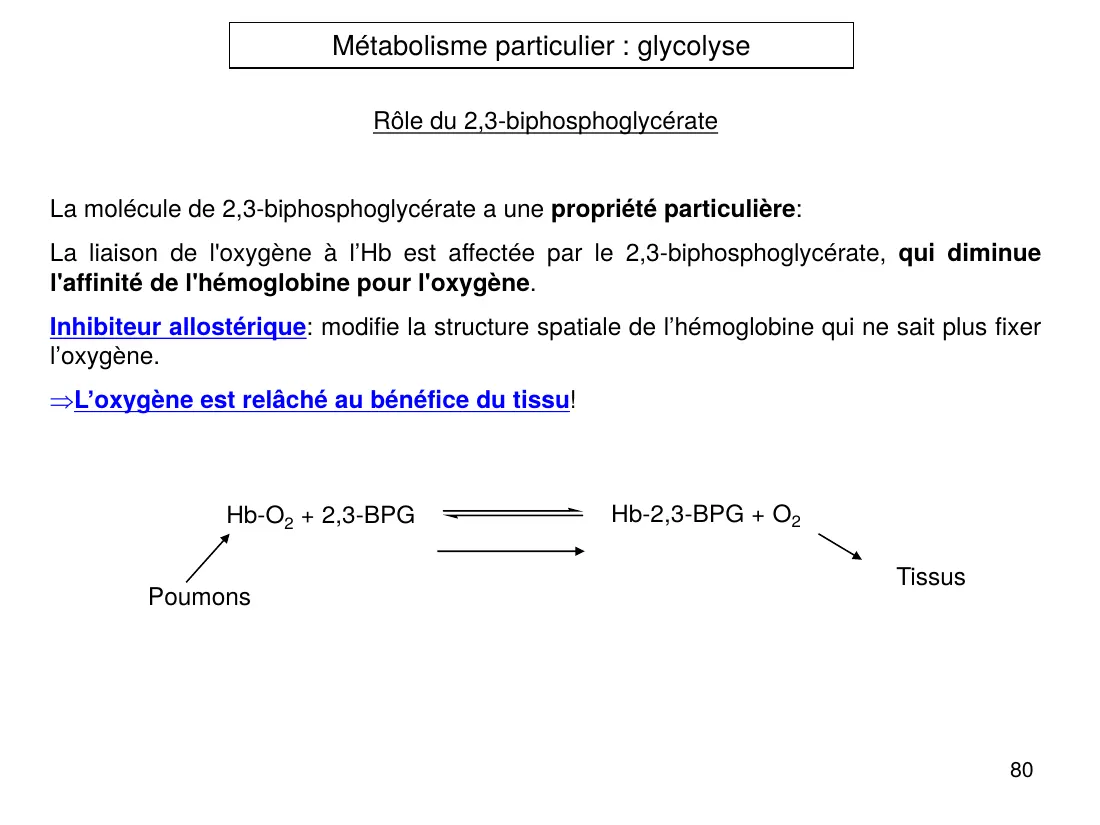 Métabolisme particulier : glycolyse
Rôle du 2,3-biphosphoglycérate
La molécule de 2,3-biphosphoglycérate a une propriété particulière:
La liaison de l'oxygène à l’Hb est affectée par le 2,3-biphosphoglycérate, qui diminue
l'affinité de l'hémoglobine pour l'oxygène.
Inhibiteur allostérique: modifie la structure spatiale de l’hémoglobine qui ne sait plus fixer
l’oxygène.
⇒L’oxygène est relâché au bénéfice du tissu!
Hb-O₂ + 2,3-BPG ⇌ Hb-2,3-BPG + O₂
Tissus
Poumons
80